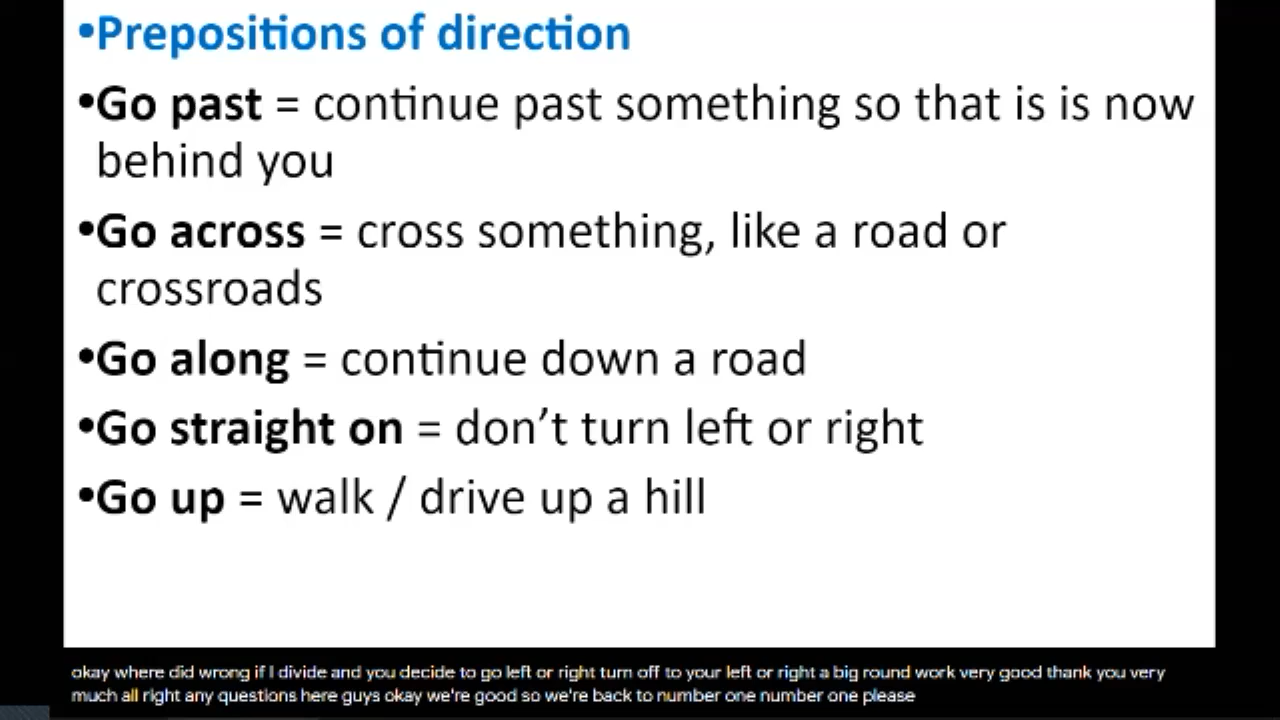 •Prepositions of direction
•Go past = continue past something so that is is now
behind you
•Go across = cross something, like a road or
crossroads
•Go along = continue down a road
•Go straight on = don’t turn left or right
•Go up = walk / drive up a hill
okay where did wrong if I divide and you decide to go left or right turn off to your left or right a big round work very good thank you very
much all right any questions here guys okay we're good so we're back to number one number one please